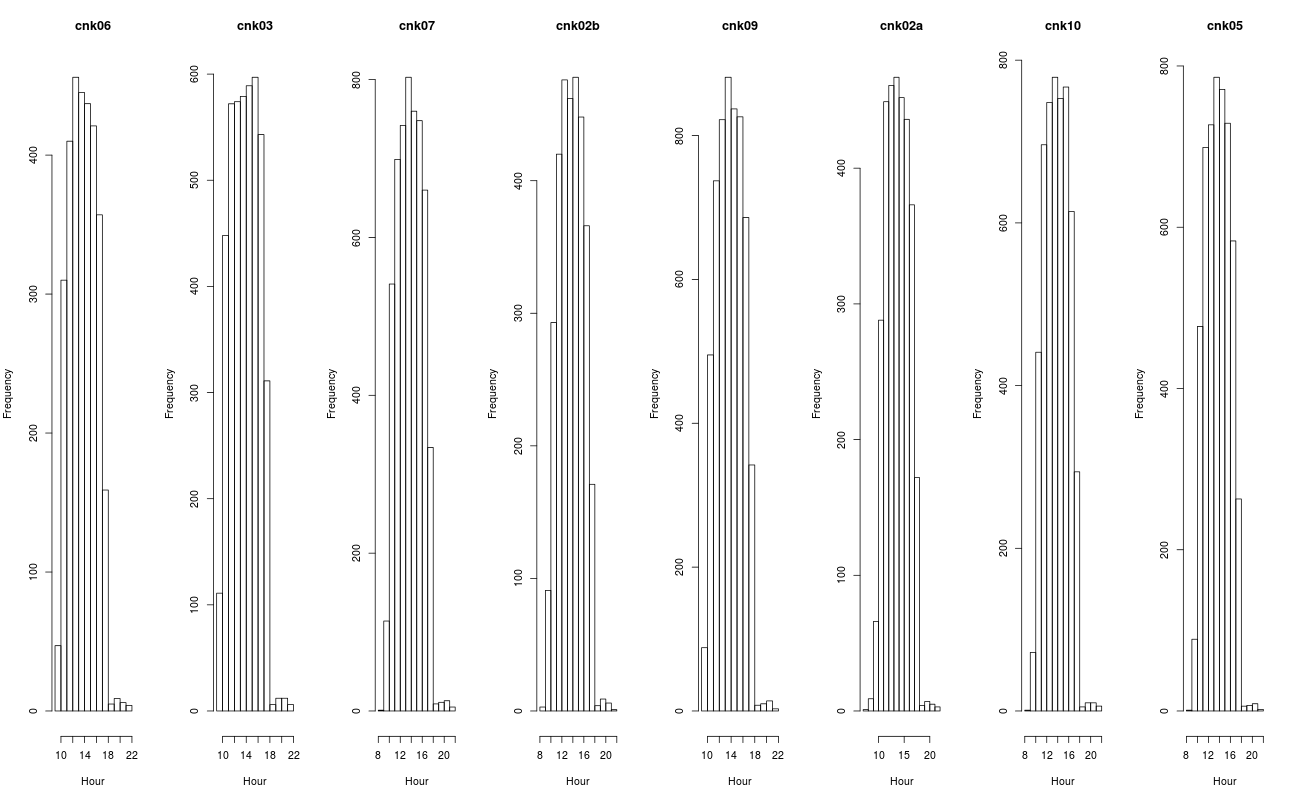 cnk06 cnk03 cnk07 cnk02b cnk09 cnk02a cnk10 cnk05
Frequency
0 100 200 300 400
10 14 18 22
Hour
Frequency
0 100 200 300 400 500 600
10 14 18 22
Hour
Frequency
0 200 400 600 800
8 12 16 20
Hour
Frequency
0 100 200 300 400
8 12 16 20
Hour
Frequency
0 200 400 600 800
10 14 18 22
Hour
Frequency
0 100 200 300 400
10 15 20
Hour
Frequency
0 200 400 600 800
8 12 16 20
Hour
Frequency
0 200 400 600 800
8 12 16 20
Hour